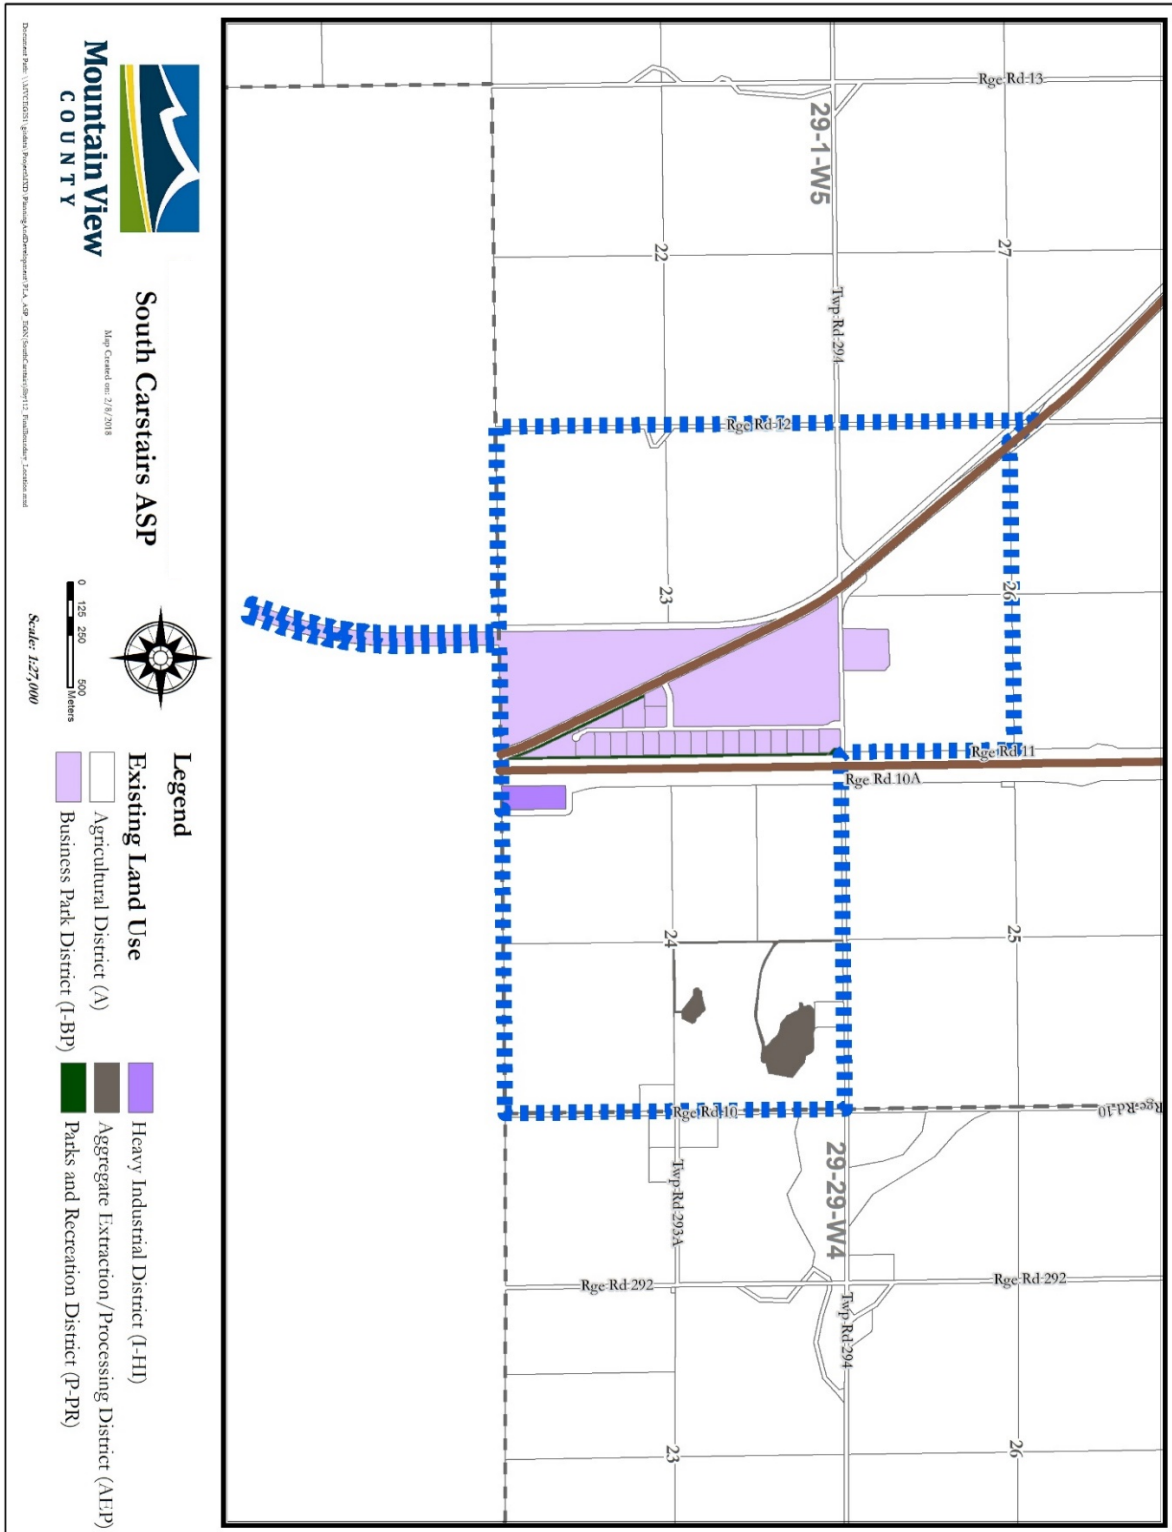 Rge Rd 13
29-1-W5
27
22
Twp Rd 294
Rge Rd 12
26
23
Rge Rd 11
Rge Rd 10A
25
24
Rge Rd 10
Rge Rd 10
29-29-W4
Twp Rd 293A
Rge Rd 292
Rge Rd 292
Twp Rd 294
26
23
Mountain View
COUNTY
South Carstairs ASP
Map Created on: 2/8/2018
0 125 250 500
Meters
Scale: 1:27,000
Legend
Existing Land Use
Agricultural District (A)
Business Park District (I-BP)
Heavy Industrial District (I-HI)
Aggregate Extraction/Processing District (AEP)
Parks and Recreation District (P-PR)